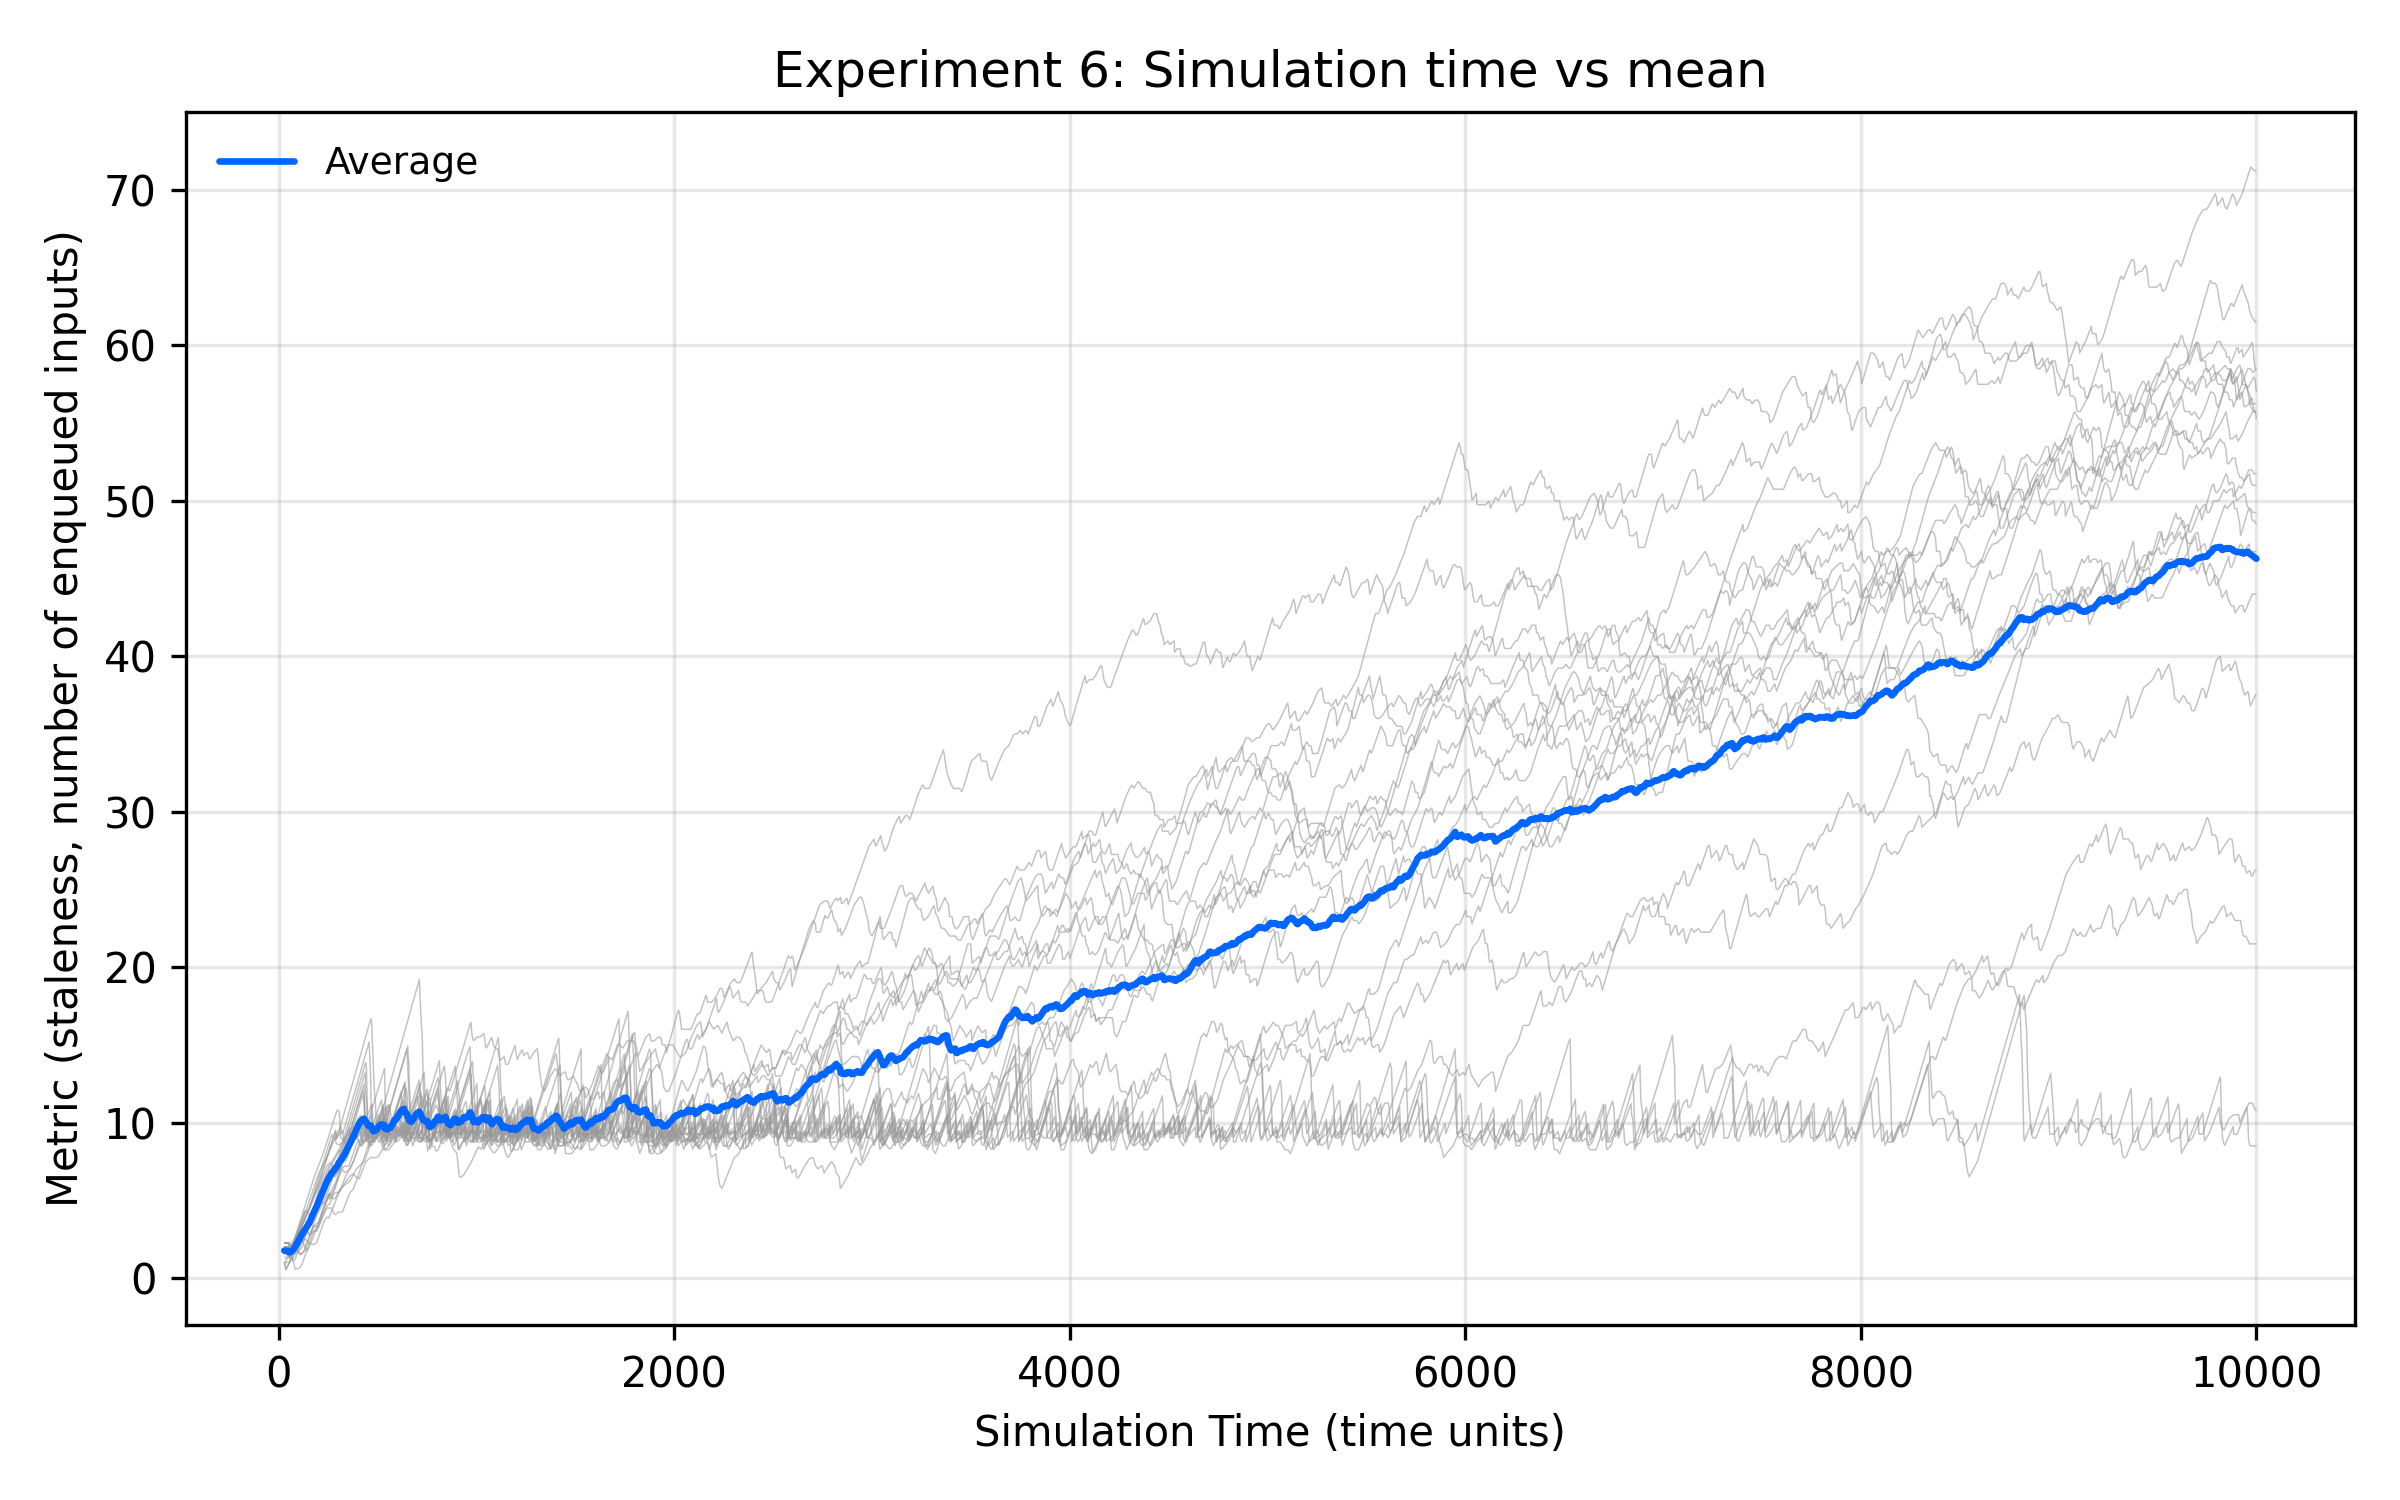 Experiment 6: Simulation time vs mean
Average
Metric (staleness, number of enqueued inputs)
70
60
50
40
30
20
10
0
0 2000 4000 6000 8000 10000
Simulation Time (time units)